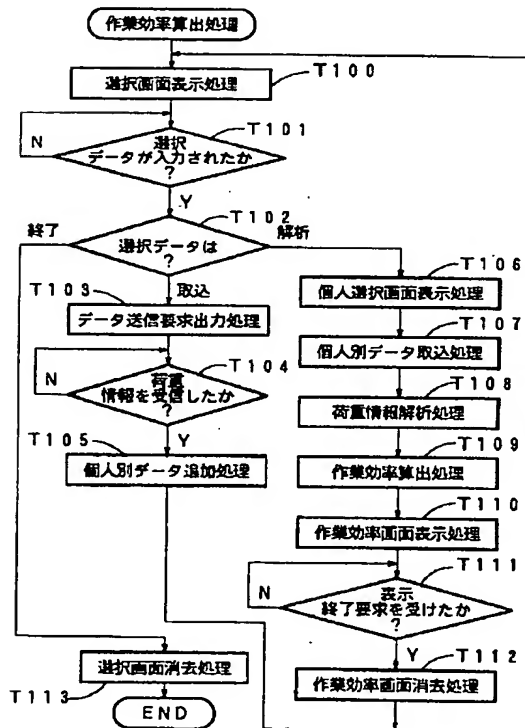 作業効率算出処理
選択画面表示処理
T100
選択
データが入力されたか
?
T101
N
Y
選択データは
?
T102
終了
取込
解析
T103
データ送信要求出力処理
荷重
情報を受信したか
?
T104
N
Y
T105
個人別データ追加処理
T106
個人選択画面表示処理
T107
個人別データ取込処理
T108
荷重情報解析処理
T109
作業効率算出処理
T110
作業効率画面表示処理
T111
表示
終了要求を受けたか
?
N
Y
T112
作業効率画面消去処理
選択画面消去処理
T113
END